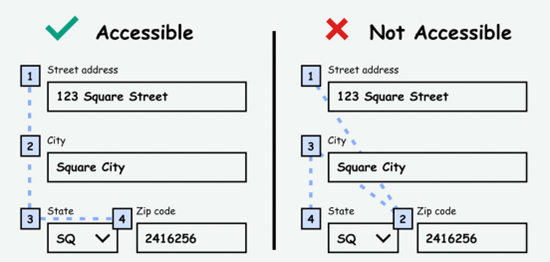 Accessible
1 Street address
123 Square Street
2 City
Square City
3 State 4 Zip code
SQ 2416256
Not Accessible
1 Street address
123 Square Street
3 City
Square City
4 State 2 Zip code
SQ 2416256